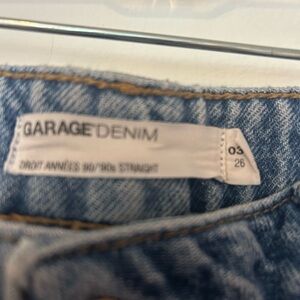 GARAGE DENIM
DROIT ANNÉES 90/'90s STRAIGHT
03
26